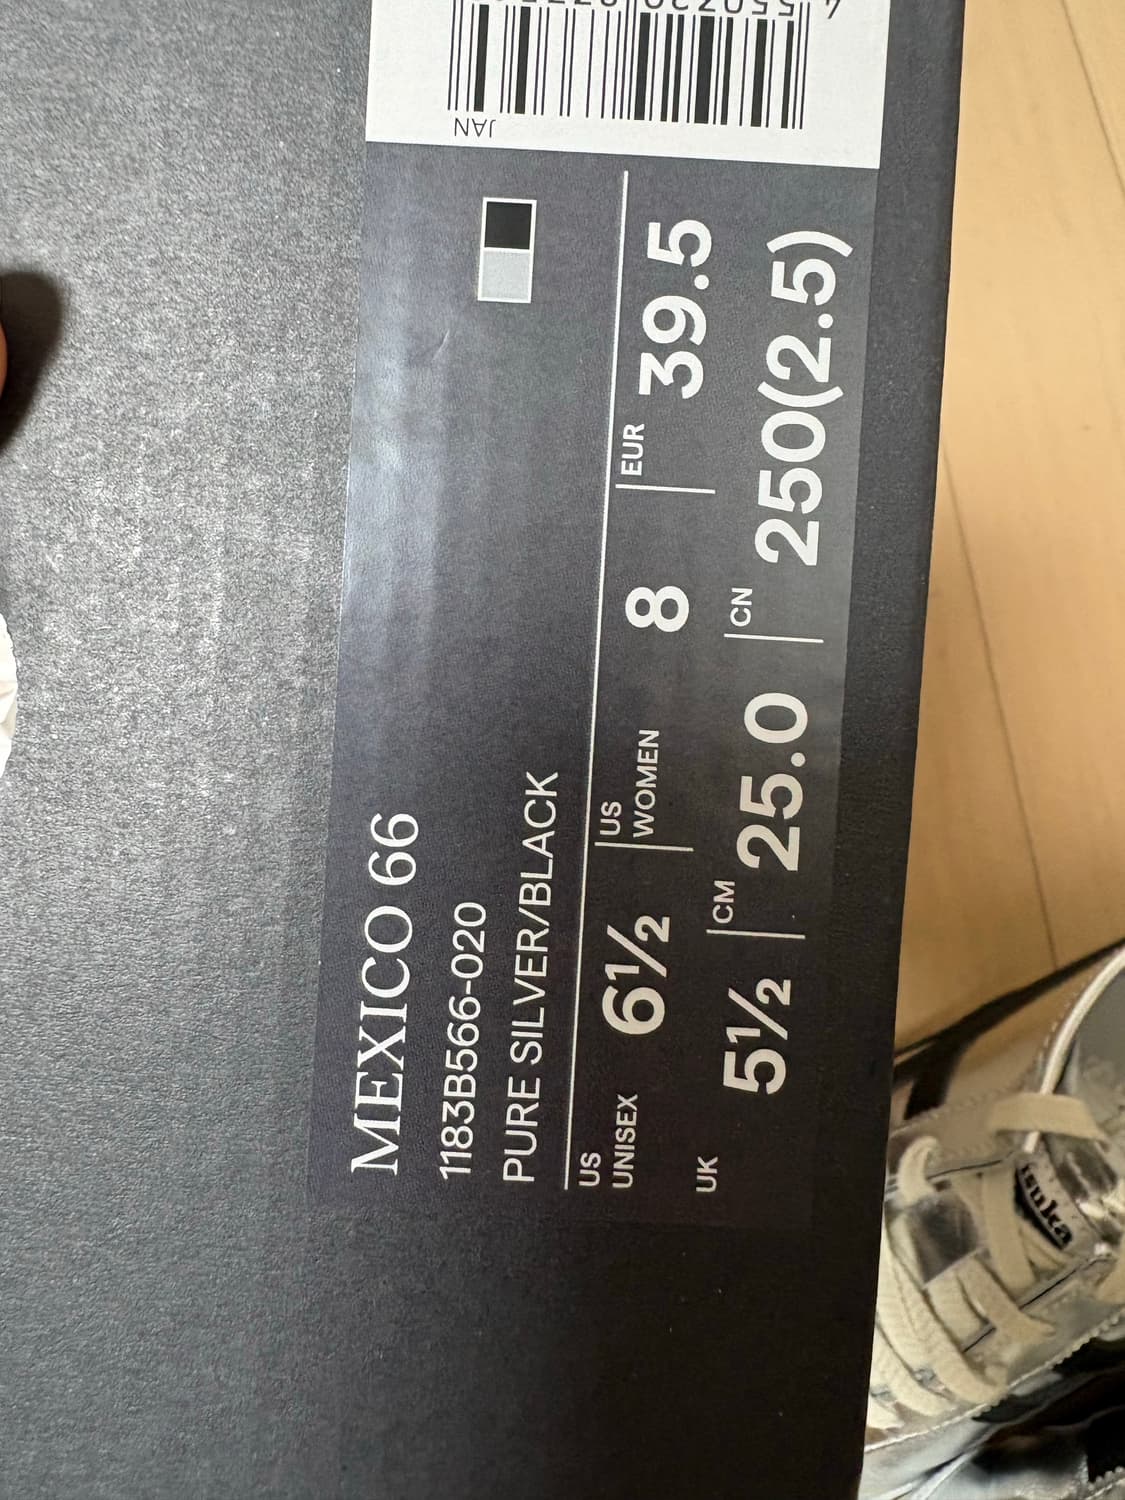 MEXICO 66
1183B566-020
PURE SILVER/BLACK
US UNISEX 6½ US WOMEN 8 EUR 39.5
UK 5½ CM 25.0 CN 250(2.5)
JAN